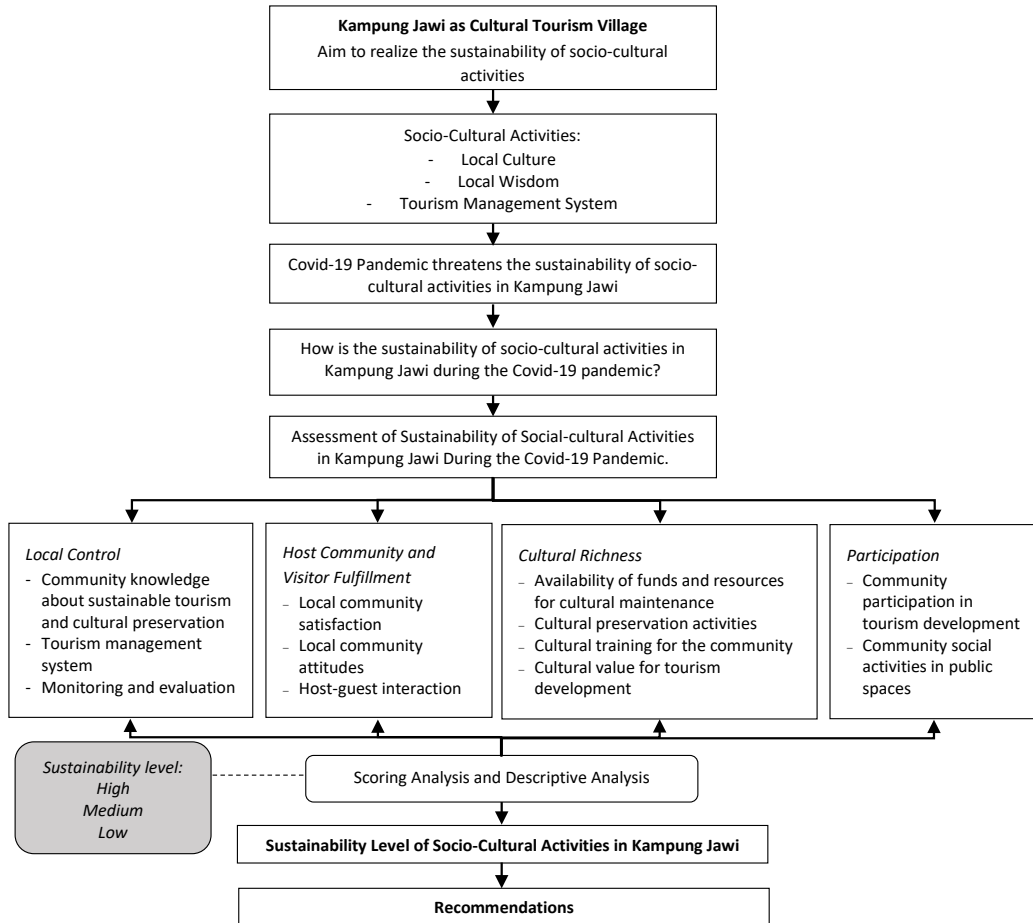 Kampung Jawi as Cultural Tourism Village
Aim to realize the sustainability of socio-cultural
activities
Socio-Cultural Activities:
- Local Culture
- Local Wisdom
- Tourism Management System
Covid-19 Pandemic threatens the sustainability of socio-
cultural activities in Kampung Jawi
How is the sustainability of socio-cultural activities in
Kampung Jawi during the Covid-19 pandemic?
Assessment of Sustainability of Social-cultural Activities
in Kampung Jawi During the Covid-19 Pandemic.
Local Control
- Community knowledge
about sustainable tourism
and cultural preservation
- Tourism management
system
- Monitoring and evaluation
Host Community and
Visitor Fulfillment
- Local community
satisfaction
- Local community
attitudes
- Host-guest interaction
Cultural Richness
- Availability of funds and resources
for cultural maintenance
- Cultural preservation activities
- Cultural training for the community
- Cultural value for tourism
development
Participation
- Community
participation in
tourism development
- Community social
activities in public
spaces
Sustainability level:
High
Medium
Low
Scoring Analysis and Descriptive Analysis
Sustainability Level of Socio-Cultural Activities in Kampung Jawi
Recommendations